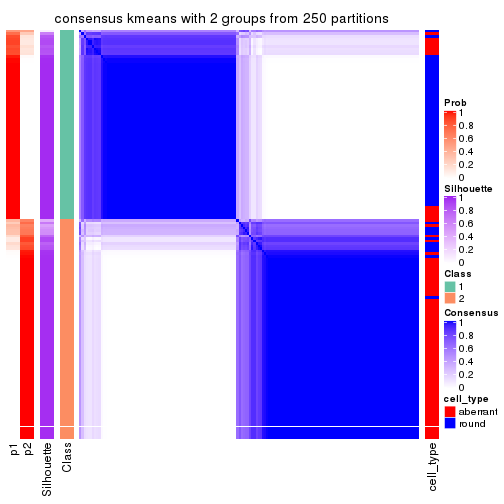 consensus kmeans with 2 groups from 250 partitions
Prob
1
0.8
0.6
0.4
0.2
0
Silhouette
1
0.8
0.6
0.4
0.2
0
Class
1
2
Consensus
1
0.8
0.6
0.4
0.2
0
cell_type
aberrant
round
p1
p2
Silhouette
Class
cell_type